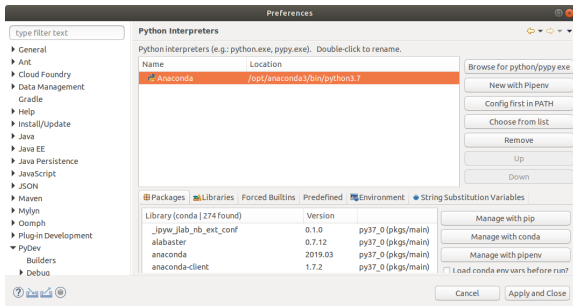 Preferences
type filter text
Python Interpreters
General
Ant
Cloud Foundry
Data Management
Gradle
Help
Install/Update
Java
Java EE
Java Persistence
JavaScript
JSON
Maven
Mylyn
Oomph
Plug-in Development
PyDev
Builders
Debug
Python interpreters (e.g.: python.exe, pypy.exe). Double-click to rename.
Name Location
Anaconda /opt/anaconda3/bin/python3.7
Browse for python/pypy exe
New with Pipenv
Config first in PATH
Choose from list
Remove
Up
Down
Packages Libraries Forced Builtins Predefined Environment String Substitution Variables
Library (conda | 274 found) Version
_ipyw_jlab_nb_ext_conf 0.1.0 py37_0 (pkgs/main)
alabaster 0.7.12 py37_0 (pkgs/main)
anaconda 2019.03 py37_0 (pkgs/main)
anaconda-client 1.7.2 py37_0 (pkgs/main)
Manage with pip
Manage with conda
Manage with pipenv
Load conda env vars before run?
Cancel Apply and Close